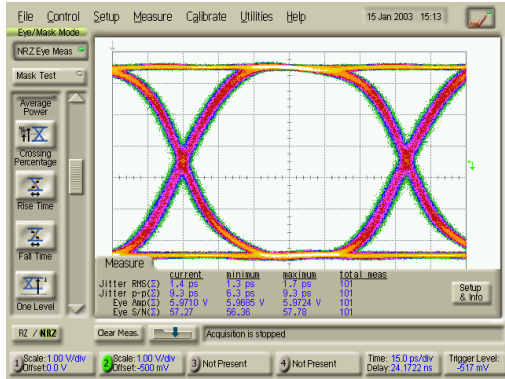 File Control Setup Measure Calibrate Utilities Help 15 Jan 2003 15:13
Eye/Mask Mode
NRZ Eye Meas
Mask Test
Average
Power
Crossing
Percentage
Rise Time
Fall Time
One Level
Measure
current minimum maximum total meas
Jitter RMS(Σ) 1.4 ps 1.3 ps 1.7 ps 101
Jitter p-p(Σ) 9.3 ps 6.3 ps 9.3 ps 101
Eye Amp(Σ) 5.9710 V 5.9685 V 5.9724 V 101
Eye S/N(Σ) 57.27 56.36 57.78 101
Setup
& Info
RZ / NRZ
Clear Meas.
Acquisition is stopped
1 Scale: 1.00 V/div
Offset: 0.0 V
2 Scale: 1.00 V/div
Offset: -500 mV
3 Not Present
4 Not Present
Time: 15.0 ps/div
Delay: 24.1722 ns
Trigger Level:
-517 mV